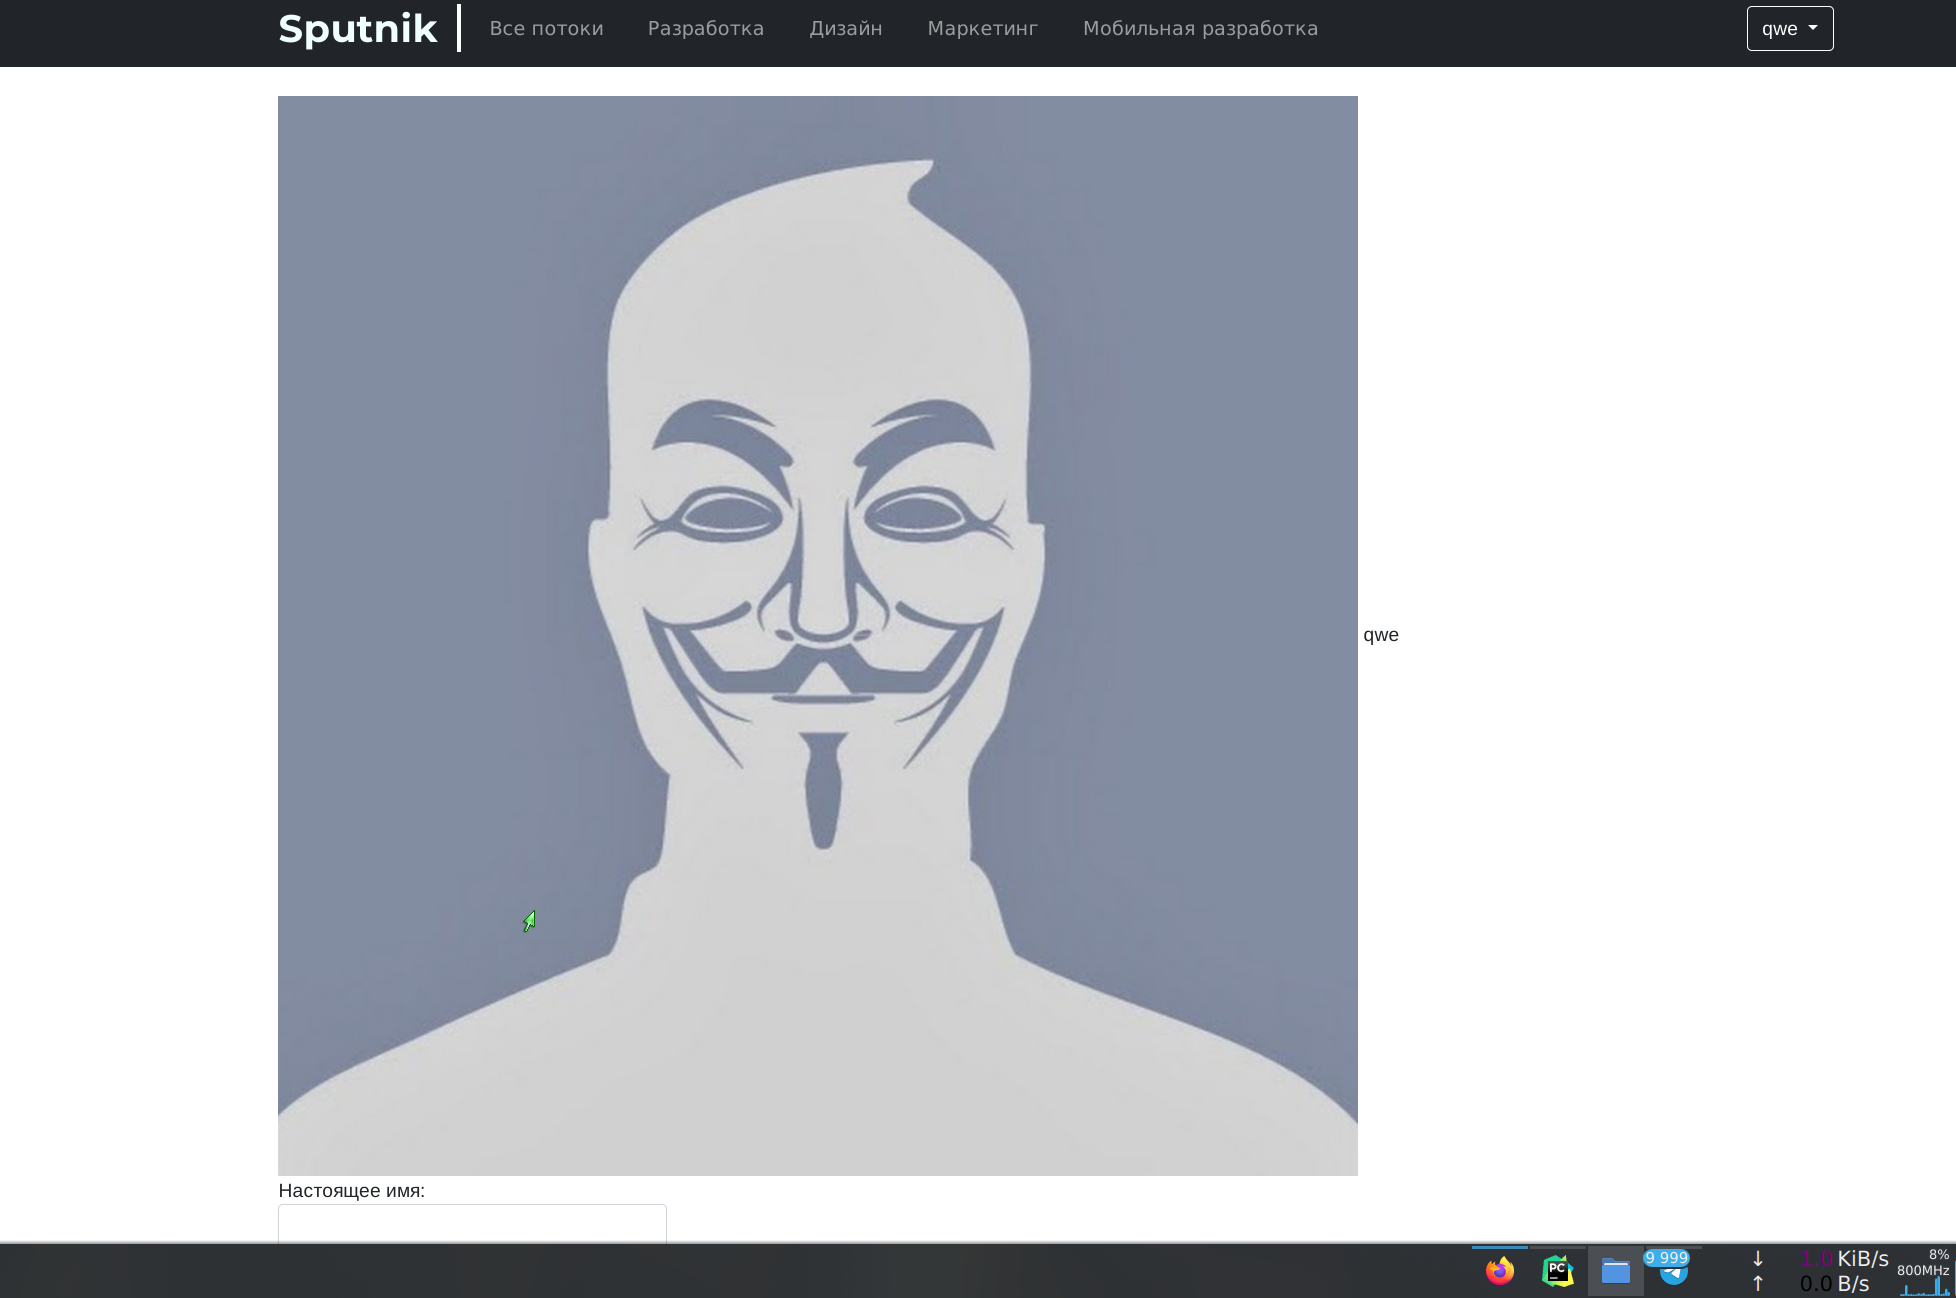 Sputnik Все потоки Разработка Дизайн Маркетинг Мобильная разработка qwe
qwe
Настоящее имя:
PC
9 999
↓ 1.0 KiB/s
↑ 0.0 B/s
8%
800MHz